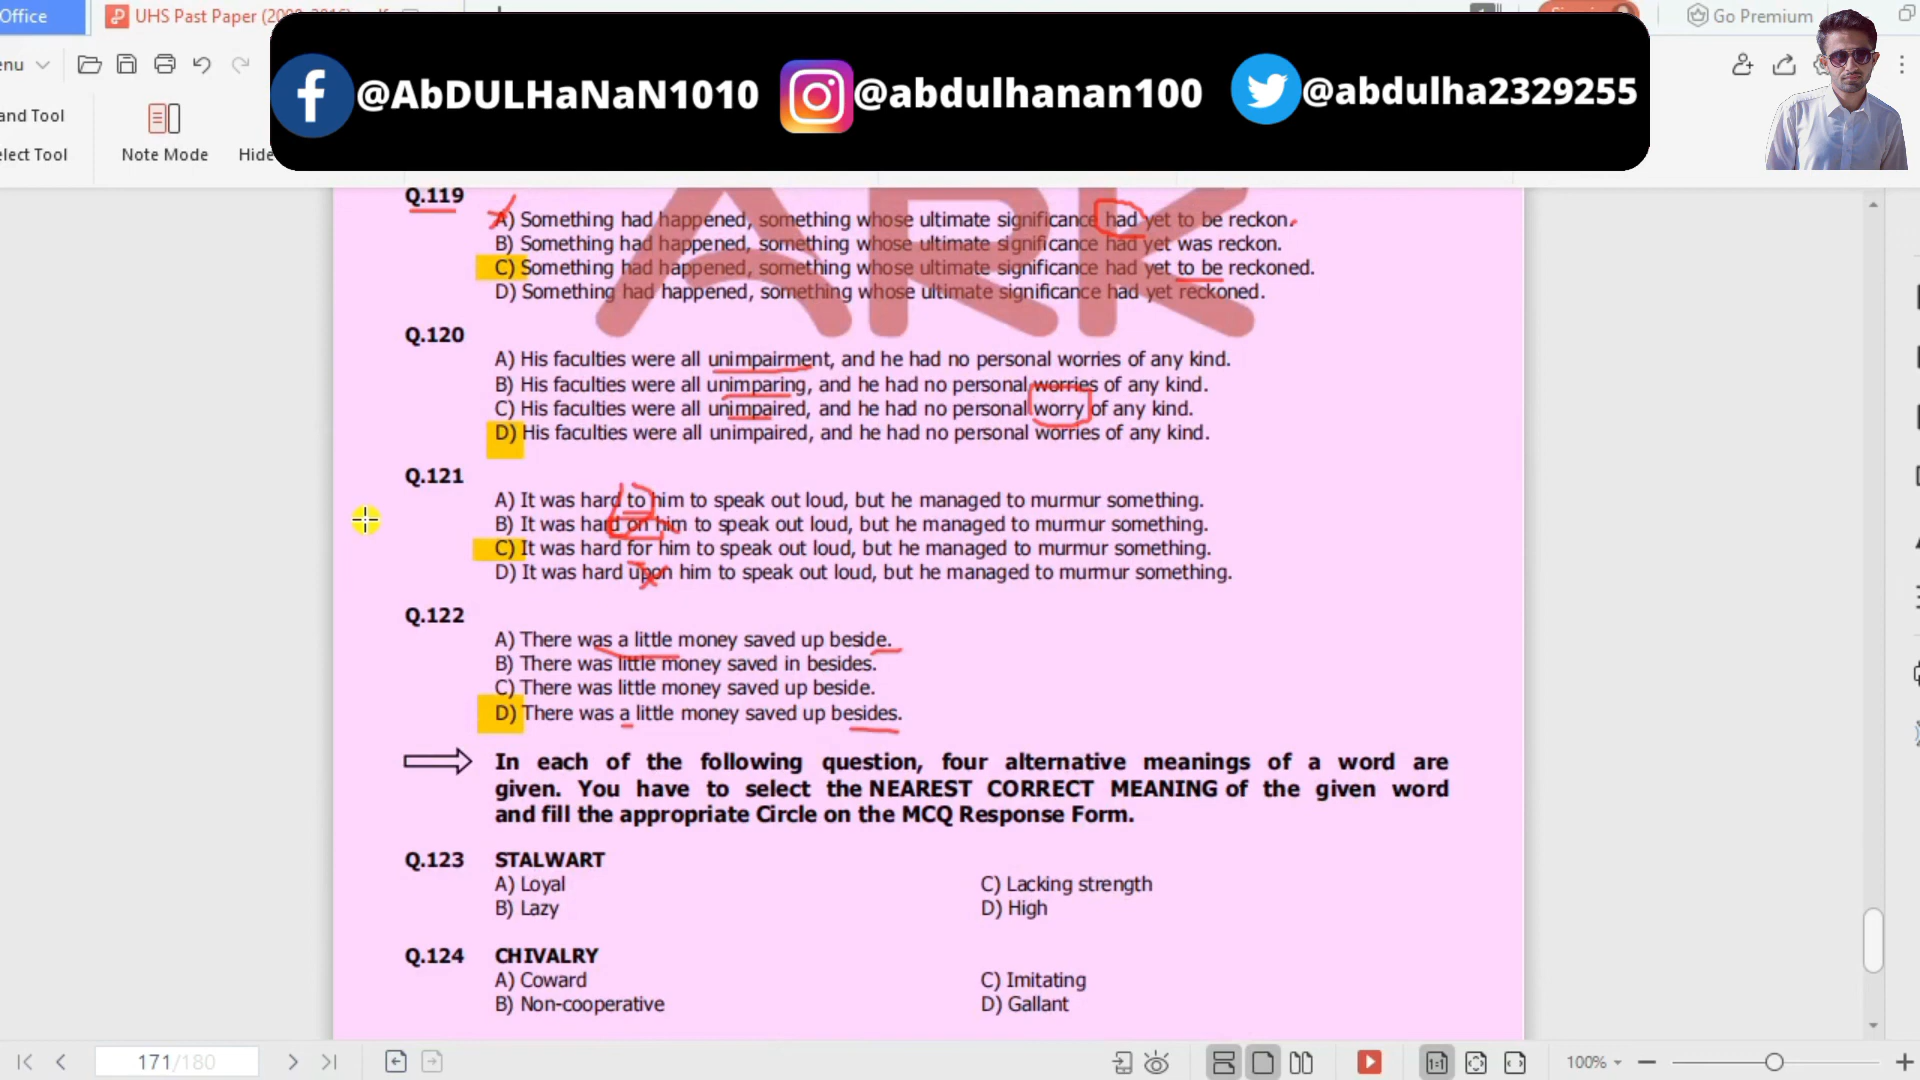 Office
UHS Past Paper (20
Go Premium
enu
@AbDULHaNaN1010
@abdulhanan100
@abdulha2329255
and Tool
elect Tool
Note Mode
Hide
ARK
Q.119
A) Something had happened, something whose ultimate significance had yet to be reckon.
B) Something had happened, something whose ultimate significance had yet was reckon.
C) Something had happened, something whose ultimate significance had yet to be reckoned.
D) Something had happened, something whose ultimate significance had yet reckoned.
Q.120
A) His faculties were all unimpairment, and he had no personal worries of any kind.
B) His faculties were all unimparing, and he had no personal worries of any kind.
C) His faculties were all unimpaired, and he had no personal worry of any kind.
D) His faculties were all unimpaired, and he had no personal worries of any kind.
Q.121
A) It was hard to him to speak out loud, but he managed to murmur something.
B) It was hard on him to speak out loud, but he managed to murmur something.
C) It was hard for him to speak out loud, but he managed to murmur something.
D) It was hard upon him to speak out loud, but he managed to murmur something.
Q.122
A) There was a little money saved up beside.
B) There was little money saved in besides.
C) There was little money saved up beside.
D) There was a little money saved up besides.
In each of the following question, four alternative meanings of a word are
given. You have to select the NEAREST CORRECT MEANING of the given word
and fill the appropriate Circle on the MCQ Response Form.
Q.123 STALWART
A) Loyal C) Lacking strength
B) Lazy D) High
Q.124 CHIVALRY
A) Coward C) Imitating
B) Non-cooperative D) Gallant
171/180
1:1
100%